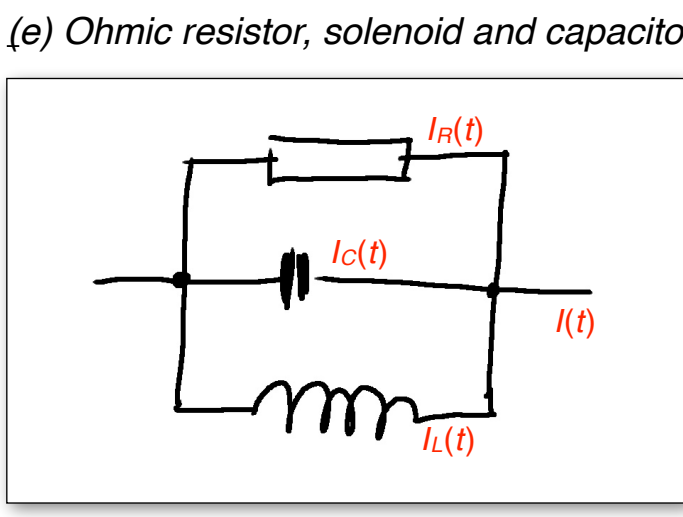 (e) Ohmic resistor, solenoid and capacito
I_R(t)
I_C(t)
I(t)
I_L(t)